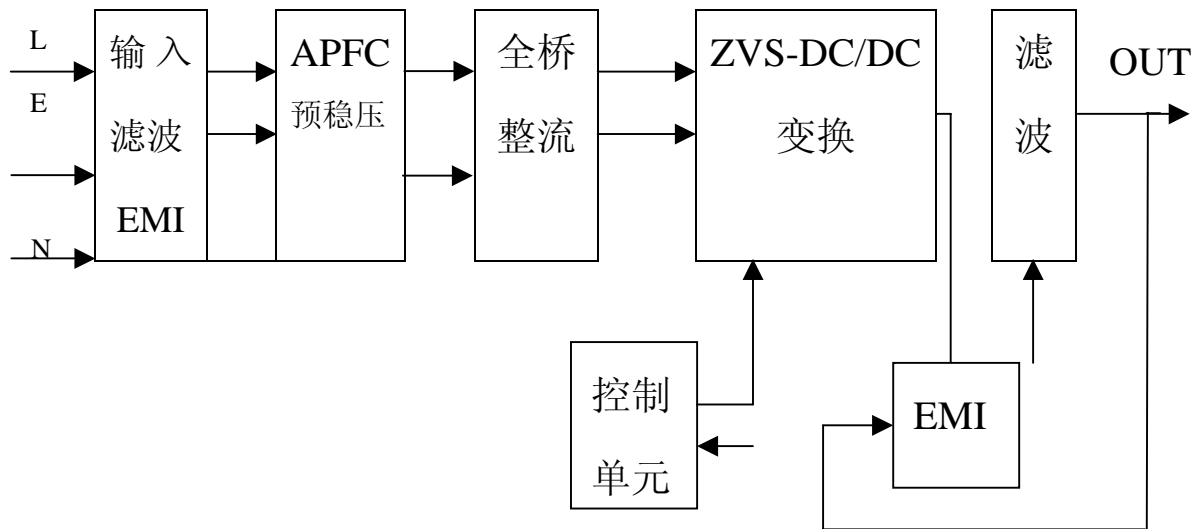 L
E
N
输 入
滤波
EMI
APFC
预稳压
全桥
整流
ZVS-DC/DC
变换
滤
波
OUT
控制
单元
EMI